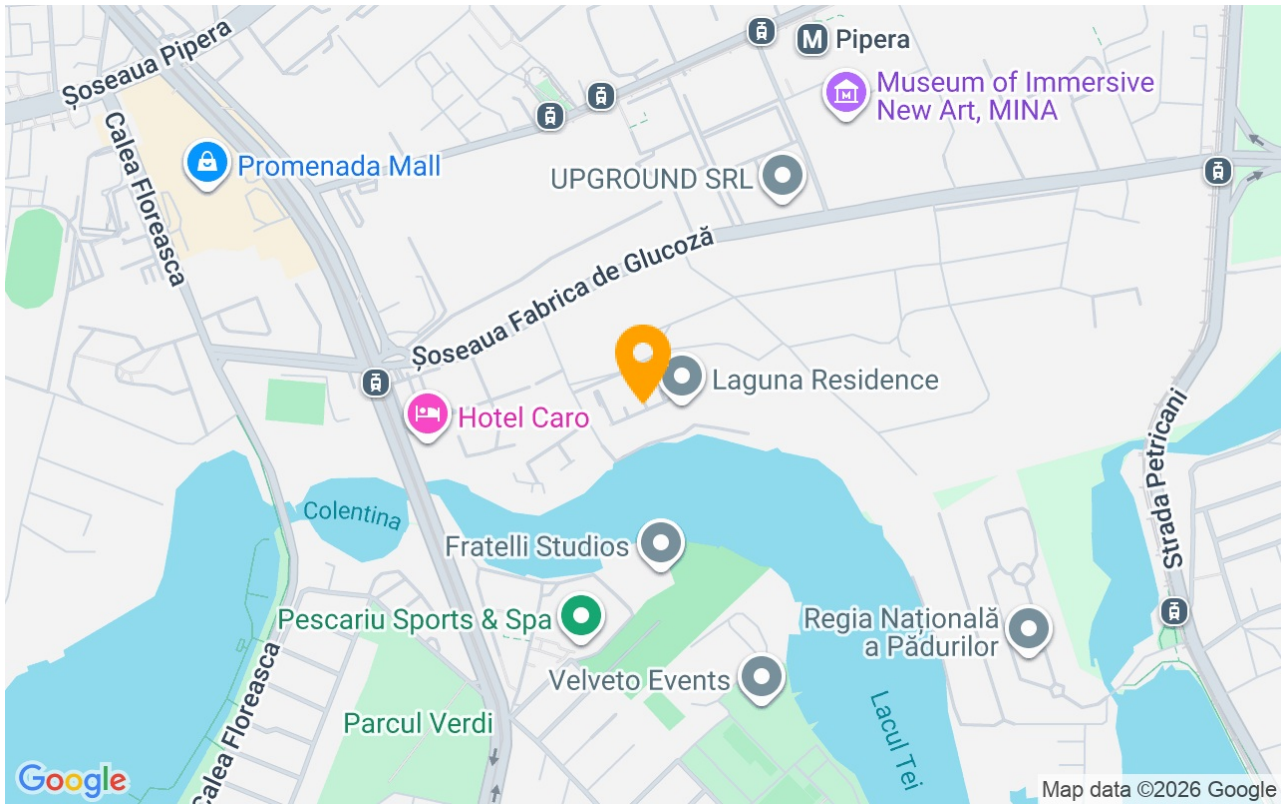 Șoseaua Pipera
M Pipera
Museum of Immersive
New Art, MINA
Calea Floreasca
Promenada Mall
UPGROUND SRL
Șoseaua Fabrica de Glucoză
Laguna Residence
Hotel Caro
Strada Petricani
Colentina
Fratelli Studios
Pescariu Sports & Spa
Regia Națională
a Pădurilor
Velveto Events
Calea Floreasca
Parcul Verdi
Lacul Tei
Google
Map data ©2026 Google